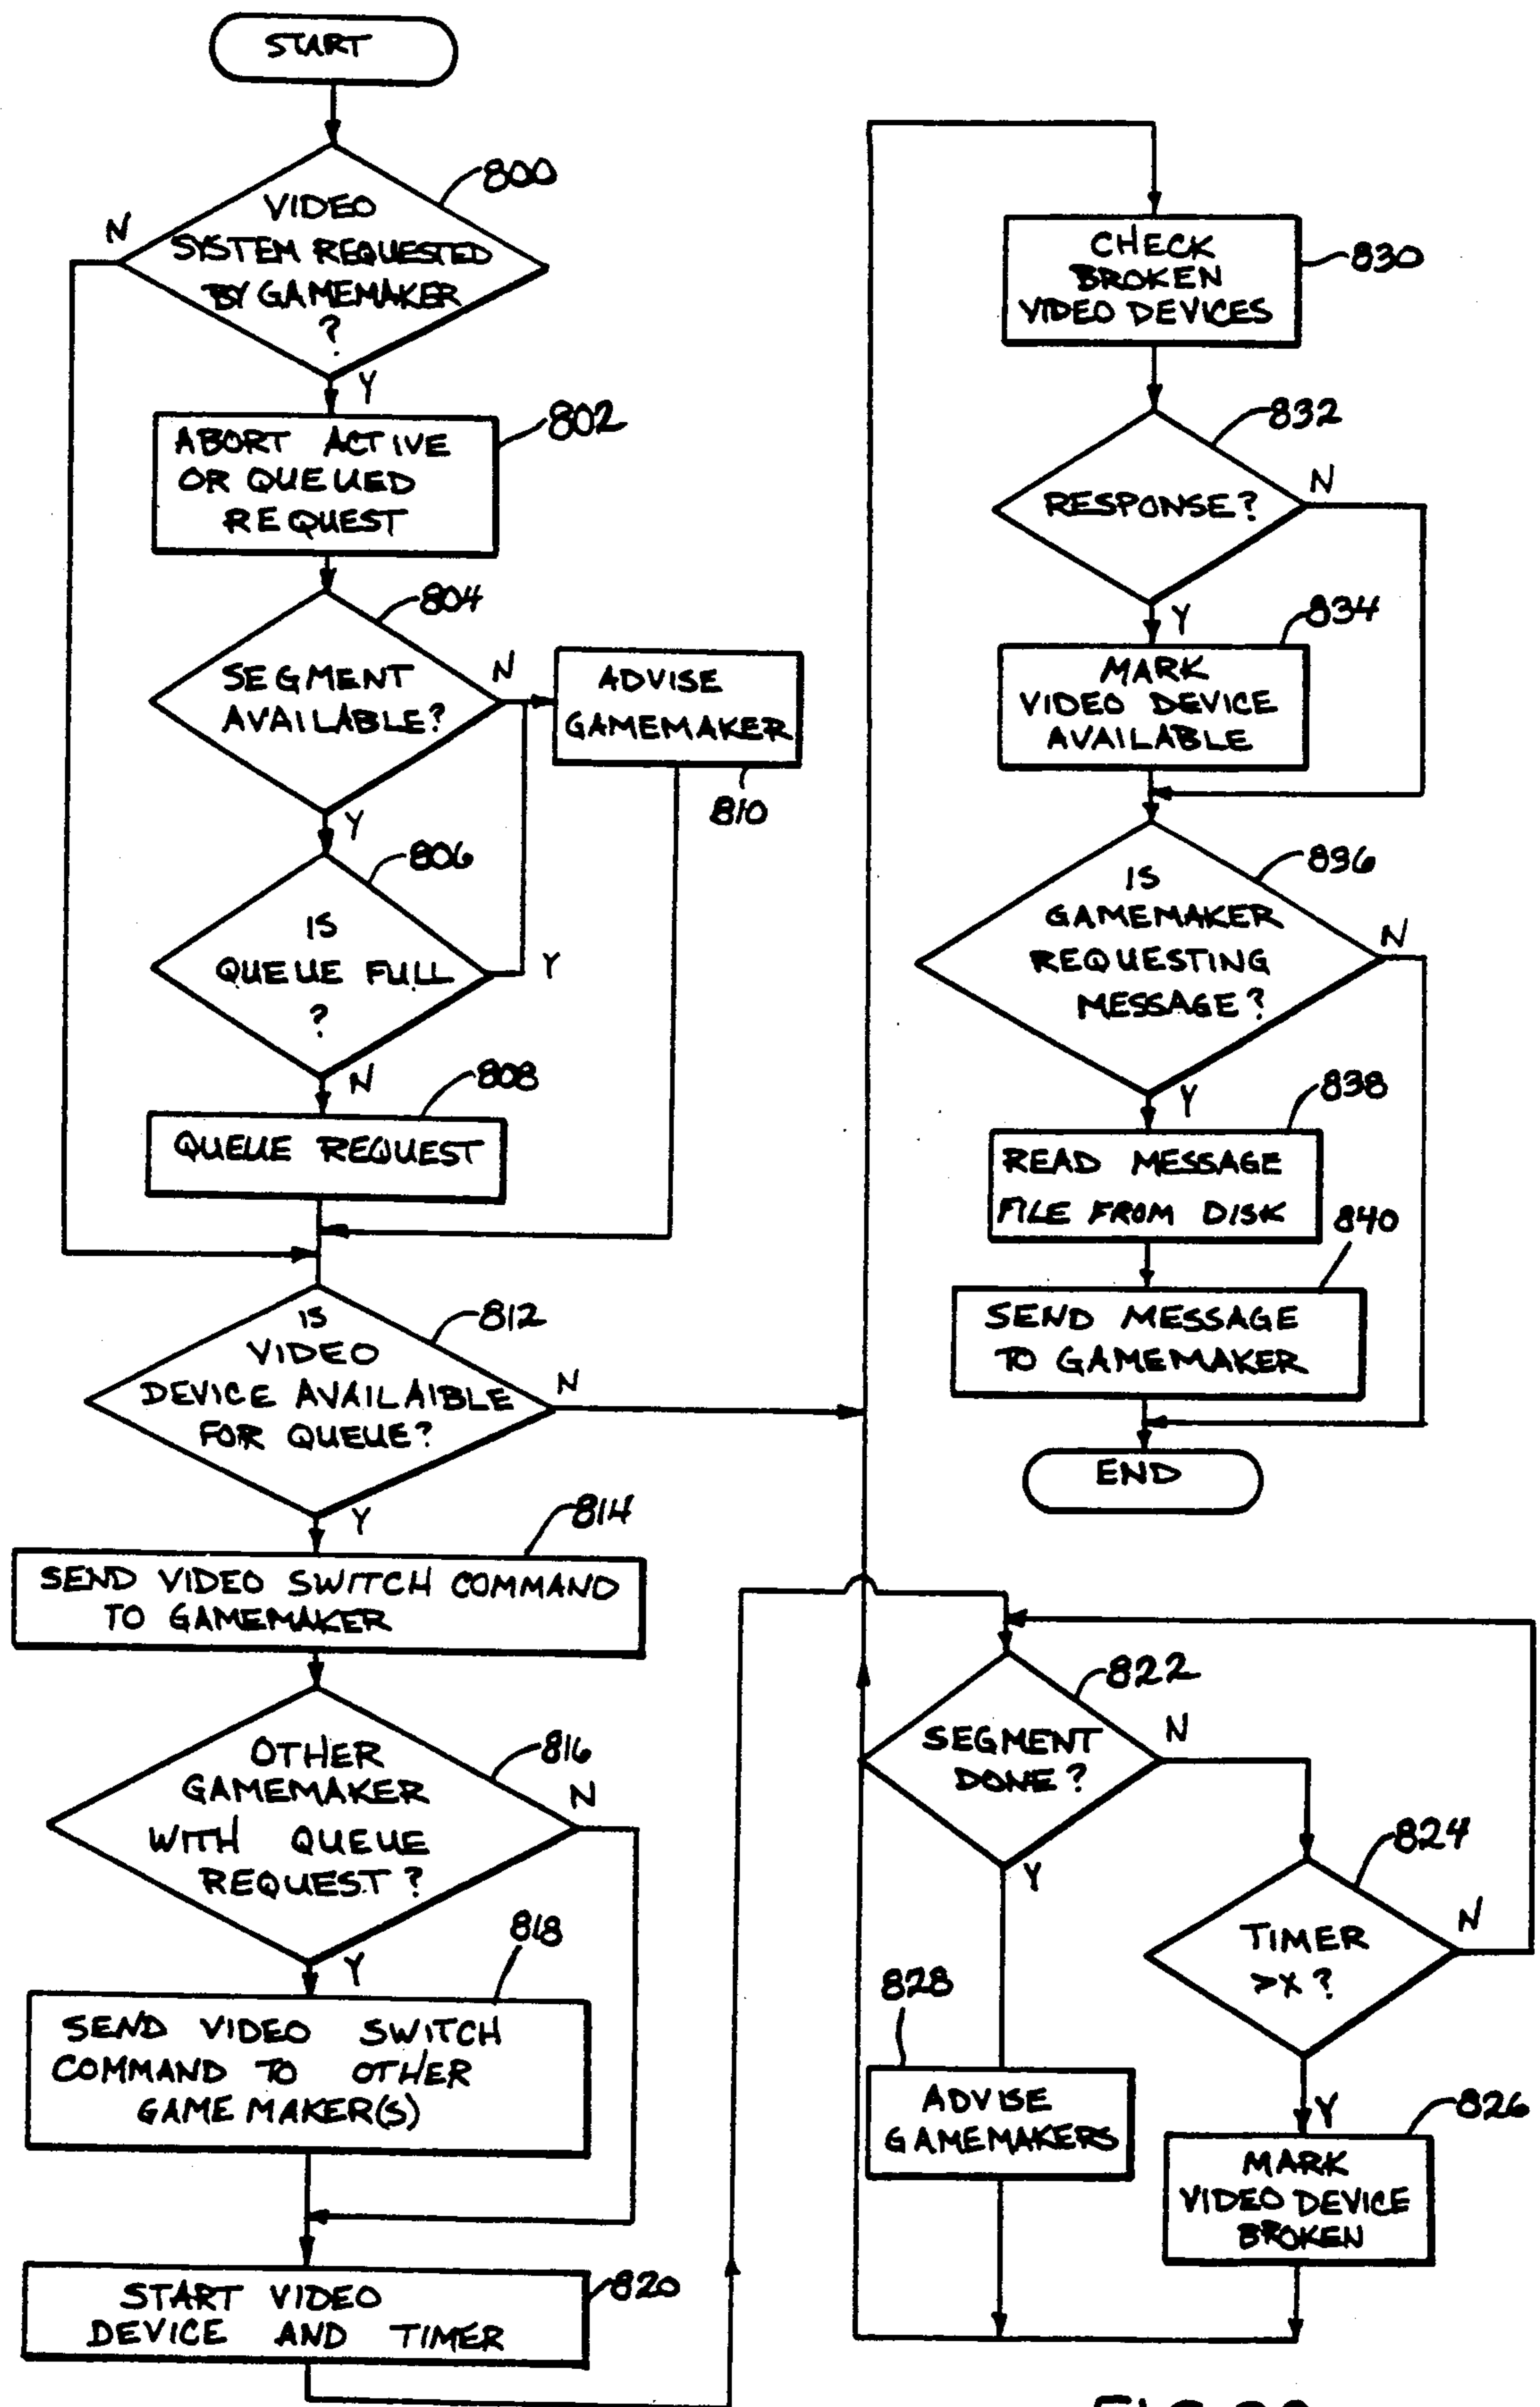 START
800
VIDEO
SYSTEM REQUESTED
BY GAMEMAKER
?
N
Y
802
ABORT ACTIVE
OR QUEUED
REQUEST
804
SEGMENT
AVAILABLE?
N
Y
ADVISE
GAMEMAKER
810
806
IS
QUEUE FULL
?
Y
N
808
QUEUE REQUEST
812
IS
VIDEO
DEVICE AVAILAIBLE
FOR QUEUE?
N
Y
814
SEND VIDEO SWITCH COMMAND
TO GAMEMAKER
816
OTHER
GAMEMAKER
WITH QUEUE
REQUEST?
N
Y
818
SEND VIDEO SWITCH
COMMAND TO OTHER
GAME MAKER(S)
820
START VIDEO
DEVICE AND TIMER
830
CHECK
BROKEN
VIDEO DEVICES
832
RESPONSE?
N
Y
834
MARK
VIDEO DEVICE
AVAILABLE
836
IS
GAMEMAKER
REQUESTING
MESSAGE?
N
Y
838
READ MESSAGE
FILE FROM DISK
840
SEND MESSAGE
TO GAMEMAKER
END
822
SEGMENT
DONE?
N
Y
824
TIMER
>X?
N
Y
828
ADVISE
GAMEMAKERS
826
MARK
VIDEO DEVICE
BROKEN